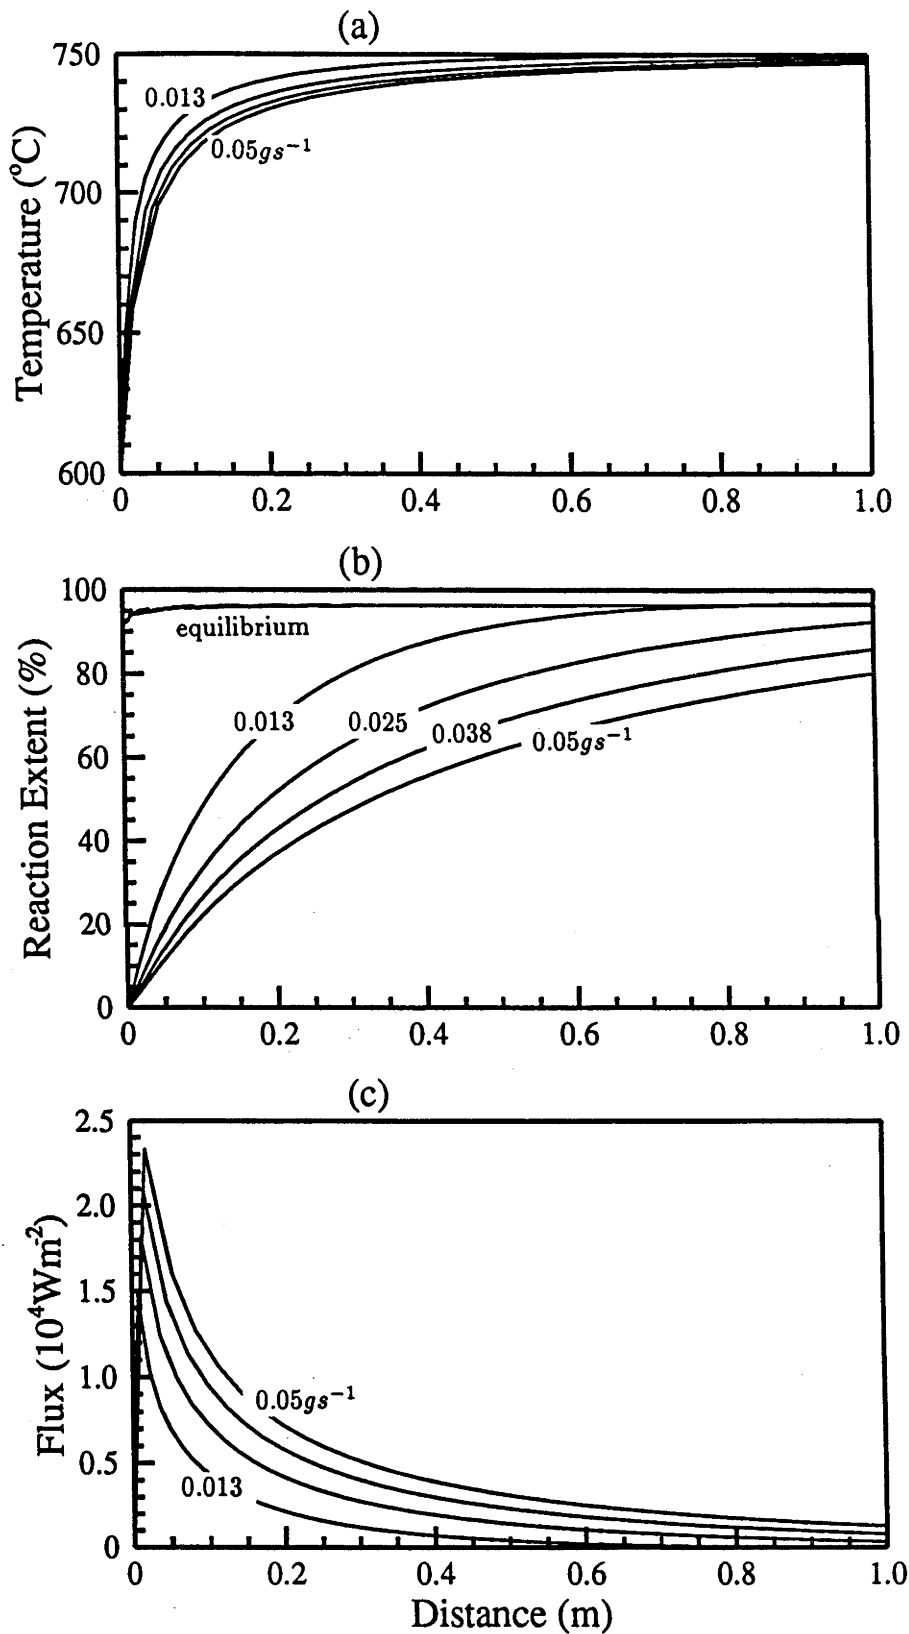 (a)
750
700
650
600
Temperature (°C)
0.013
0.05gs⁻¹
0 0.2 0.4 0.6 0.8 1.0
(b)
100
80
60
40
20
0
Reaction Extent (%)
equilibrium
0.013
0.025
0.038
0.05gs⁻¹
0 0.2 0.4 0.6 0.8 1.0
(c)
2.5
2.0
1.5
1.0
0.5
0
Flux (10⁴Wm⁻²)
0.05gs⁻¹
0.013
0 0.2 0.4 0.6 0.8 1.0
Distance (m)